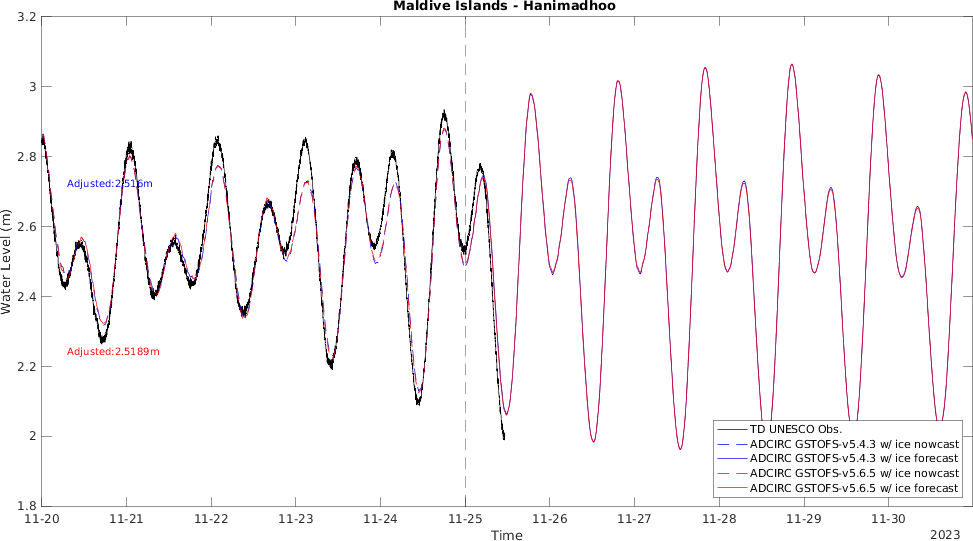 Maldive Islands - Hanimadhoo
3.2
3
2.8
2.6
2.4
2.2
2
1.8
Water Level (m)
Adjusted:2.516m
Adjusted:2.5189m
TD UNESCO Obs.
ADCIRC GSTOFS-v5.4.3 w/ ice nowcast
ADCIRC GSTOFS-v5.4.3 w/ ice forecast
ADCIRC GSTOFS-v5.6.5 w/ ice nowcast
ADCIRC GSTOFS-v5.6.5 w/ ice forecast
11-20 11-21 11-22 11-23 11-24 11-25 11-26 11-27 11-28 11-29 11-30
Time
2023